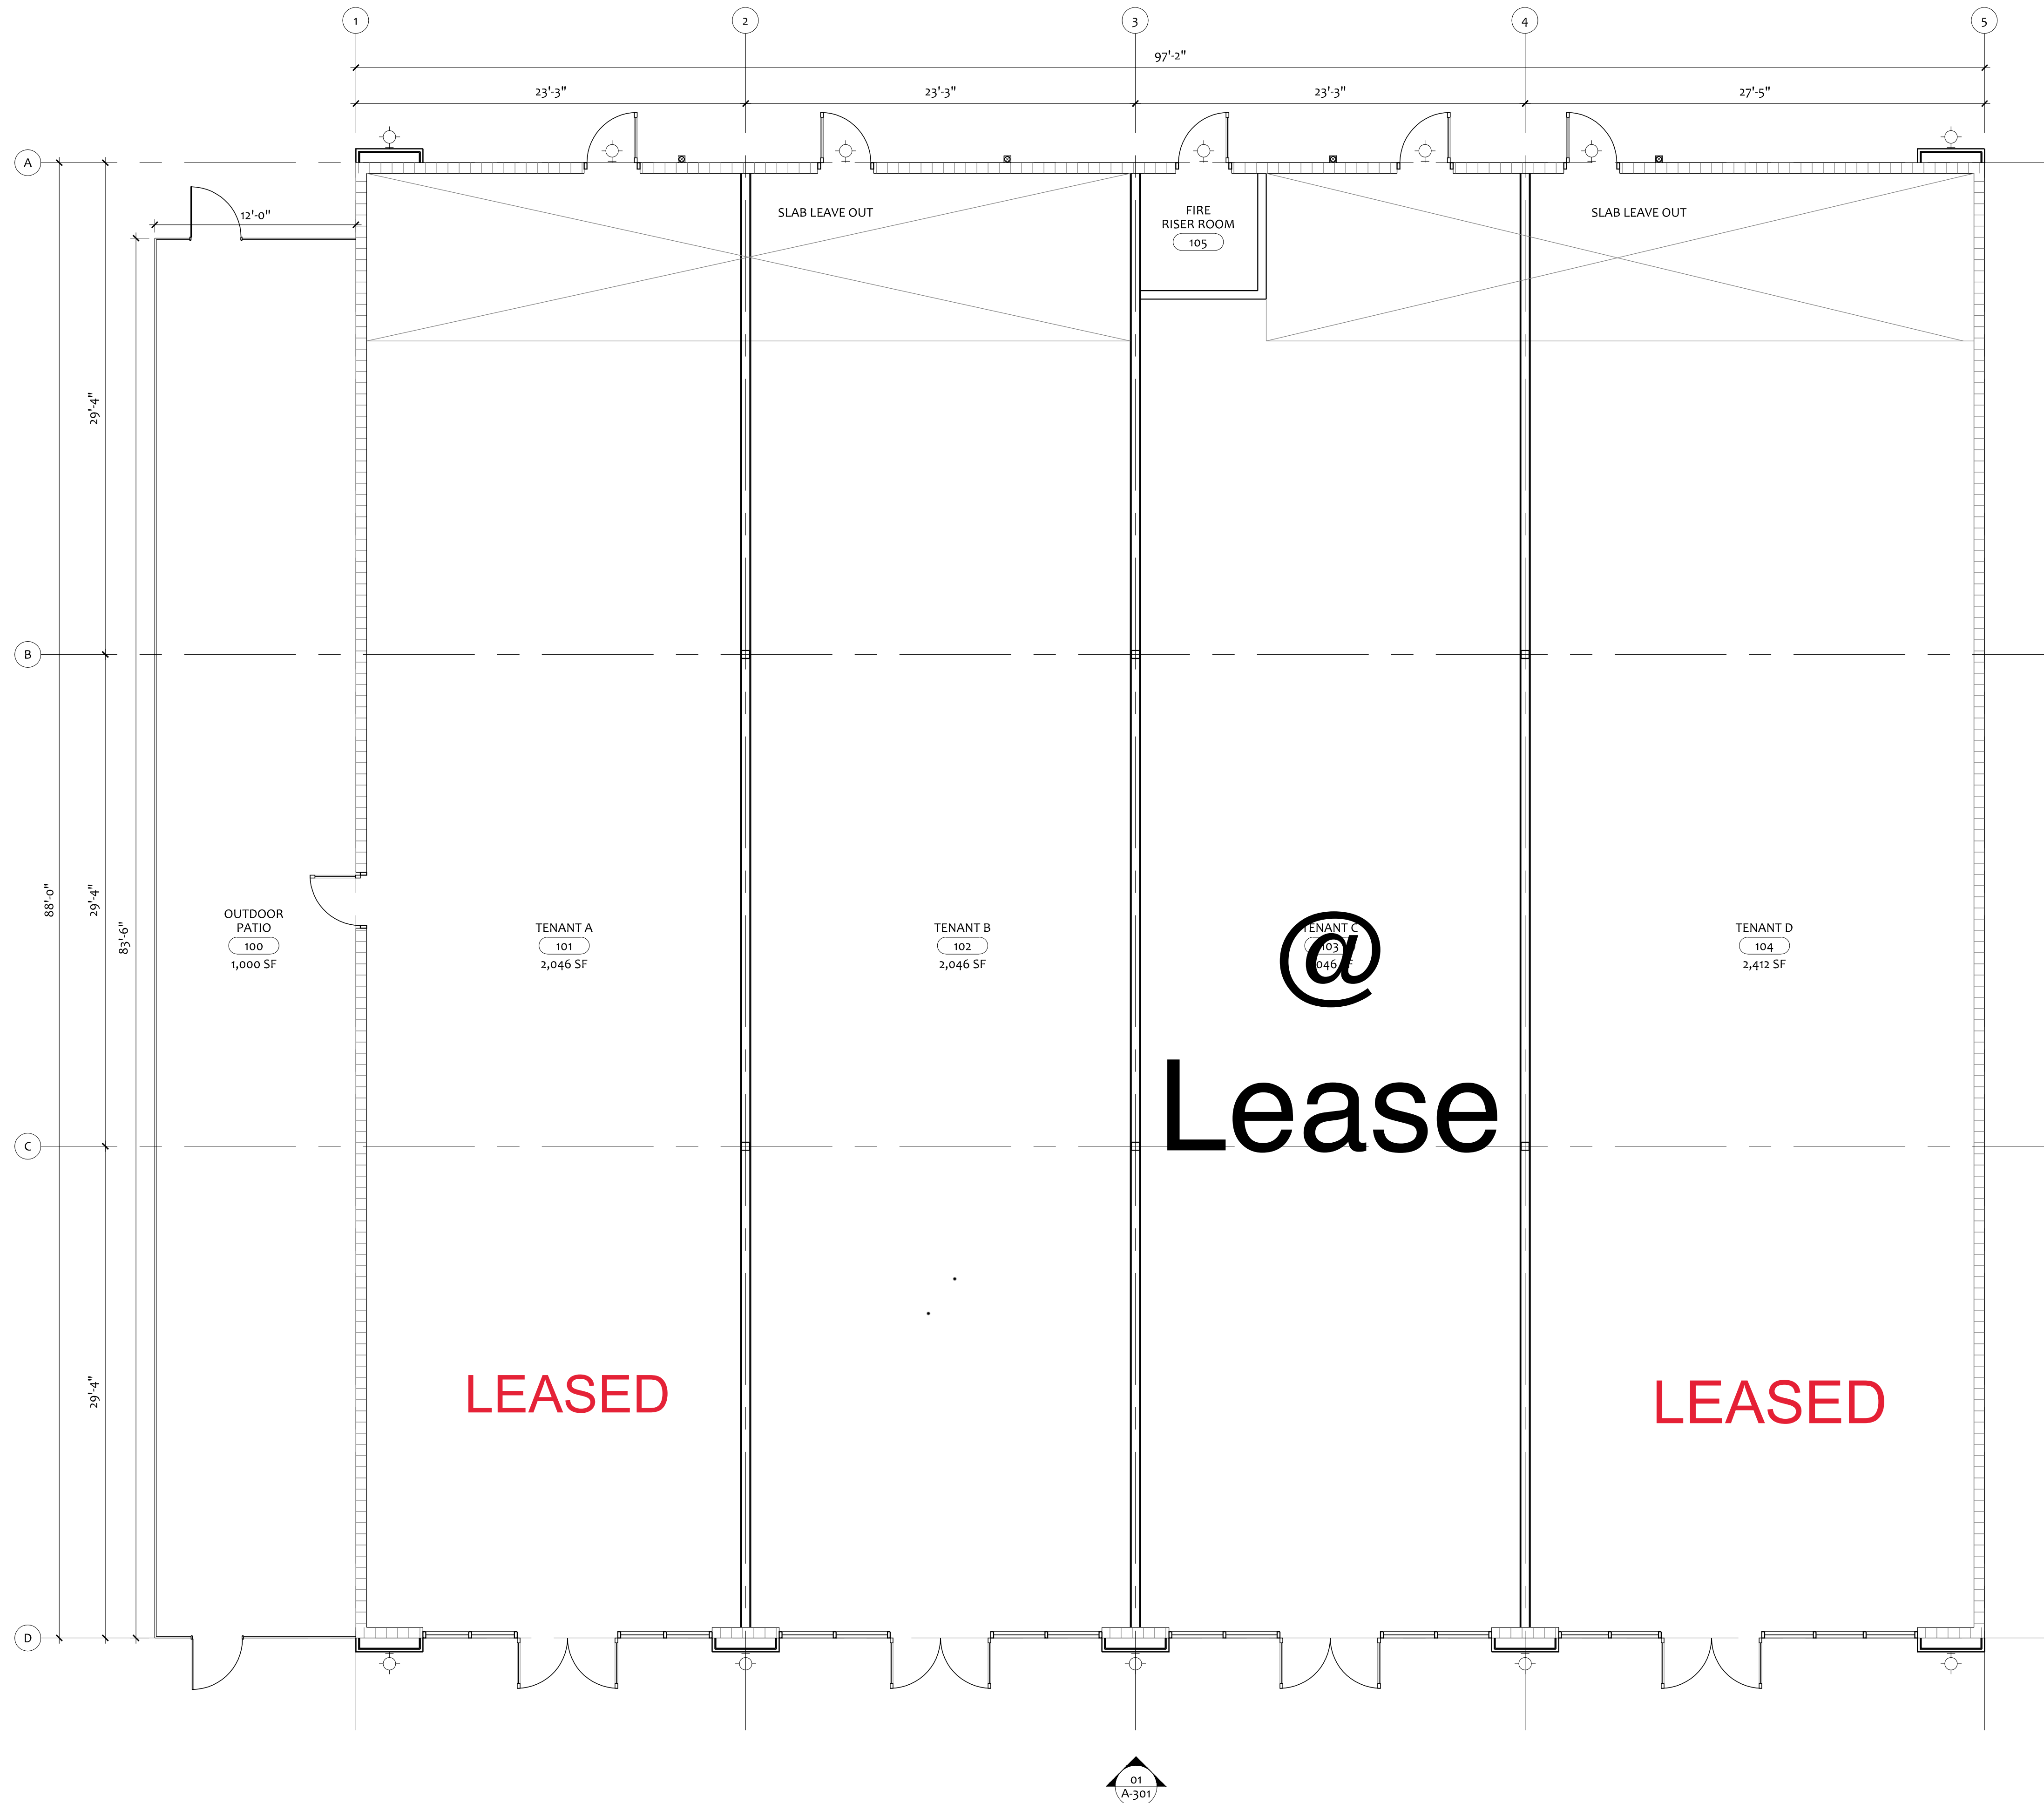 1
2
3
4
5
97'-2"
23'-3"
23'-3"
23'-3"
27'-5"
A
12'-0"
SLAB LEAVE OUT
FIRE
RISER ROOM
105
SLAB LEAVE OUT
29'-4"
B
88'-0"
29'-4"
83'-6"
OUTDOOR
PATIO
100
1,000 SF
TENANT A
101
2,046 SF
TENANT B
102
2,046 SF
TENANT C
103
@
Lease
TENANT D
104
2,412 SF
C
29'-4"
LEASED
LEASED
D
01
A-301